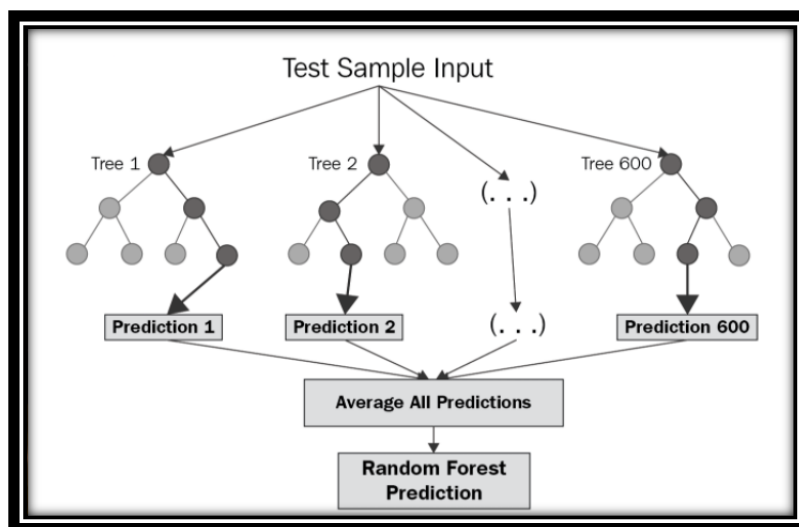 Test Sample Input
Tree 1
Tree 2
Tree 600
(. . .)
Prediction 1
Prediction 2
(. . .)
Prediction 600
Average All Predictions
Random Forest
Prediction